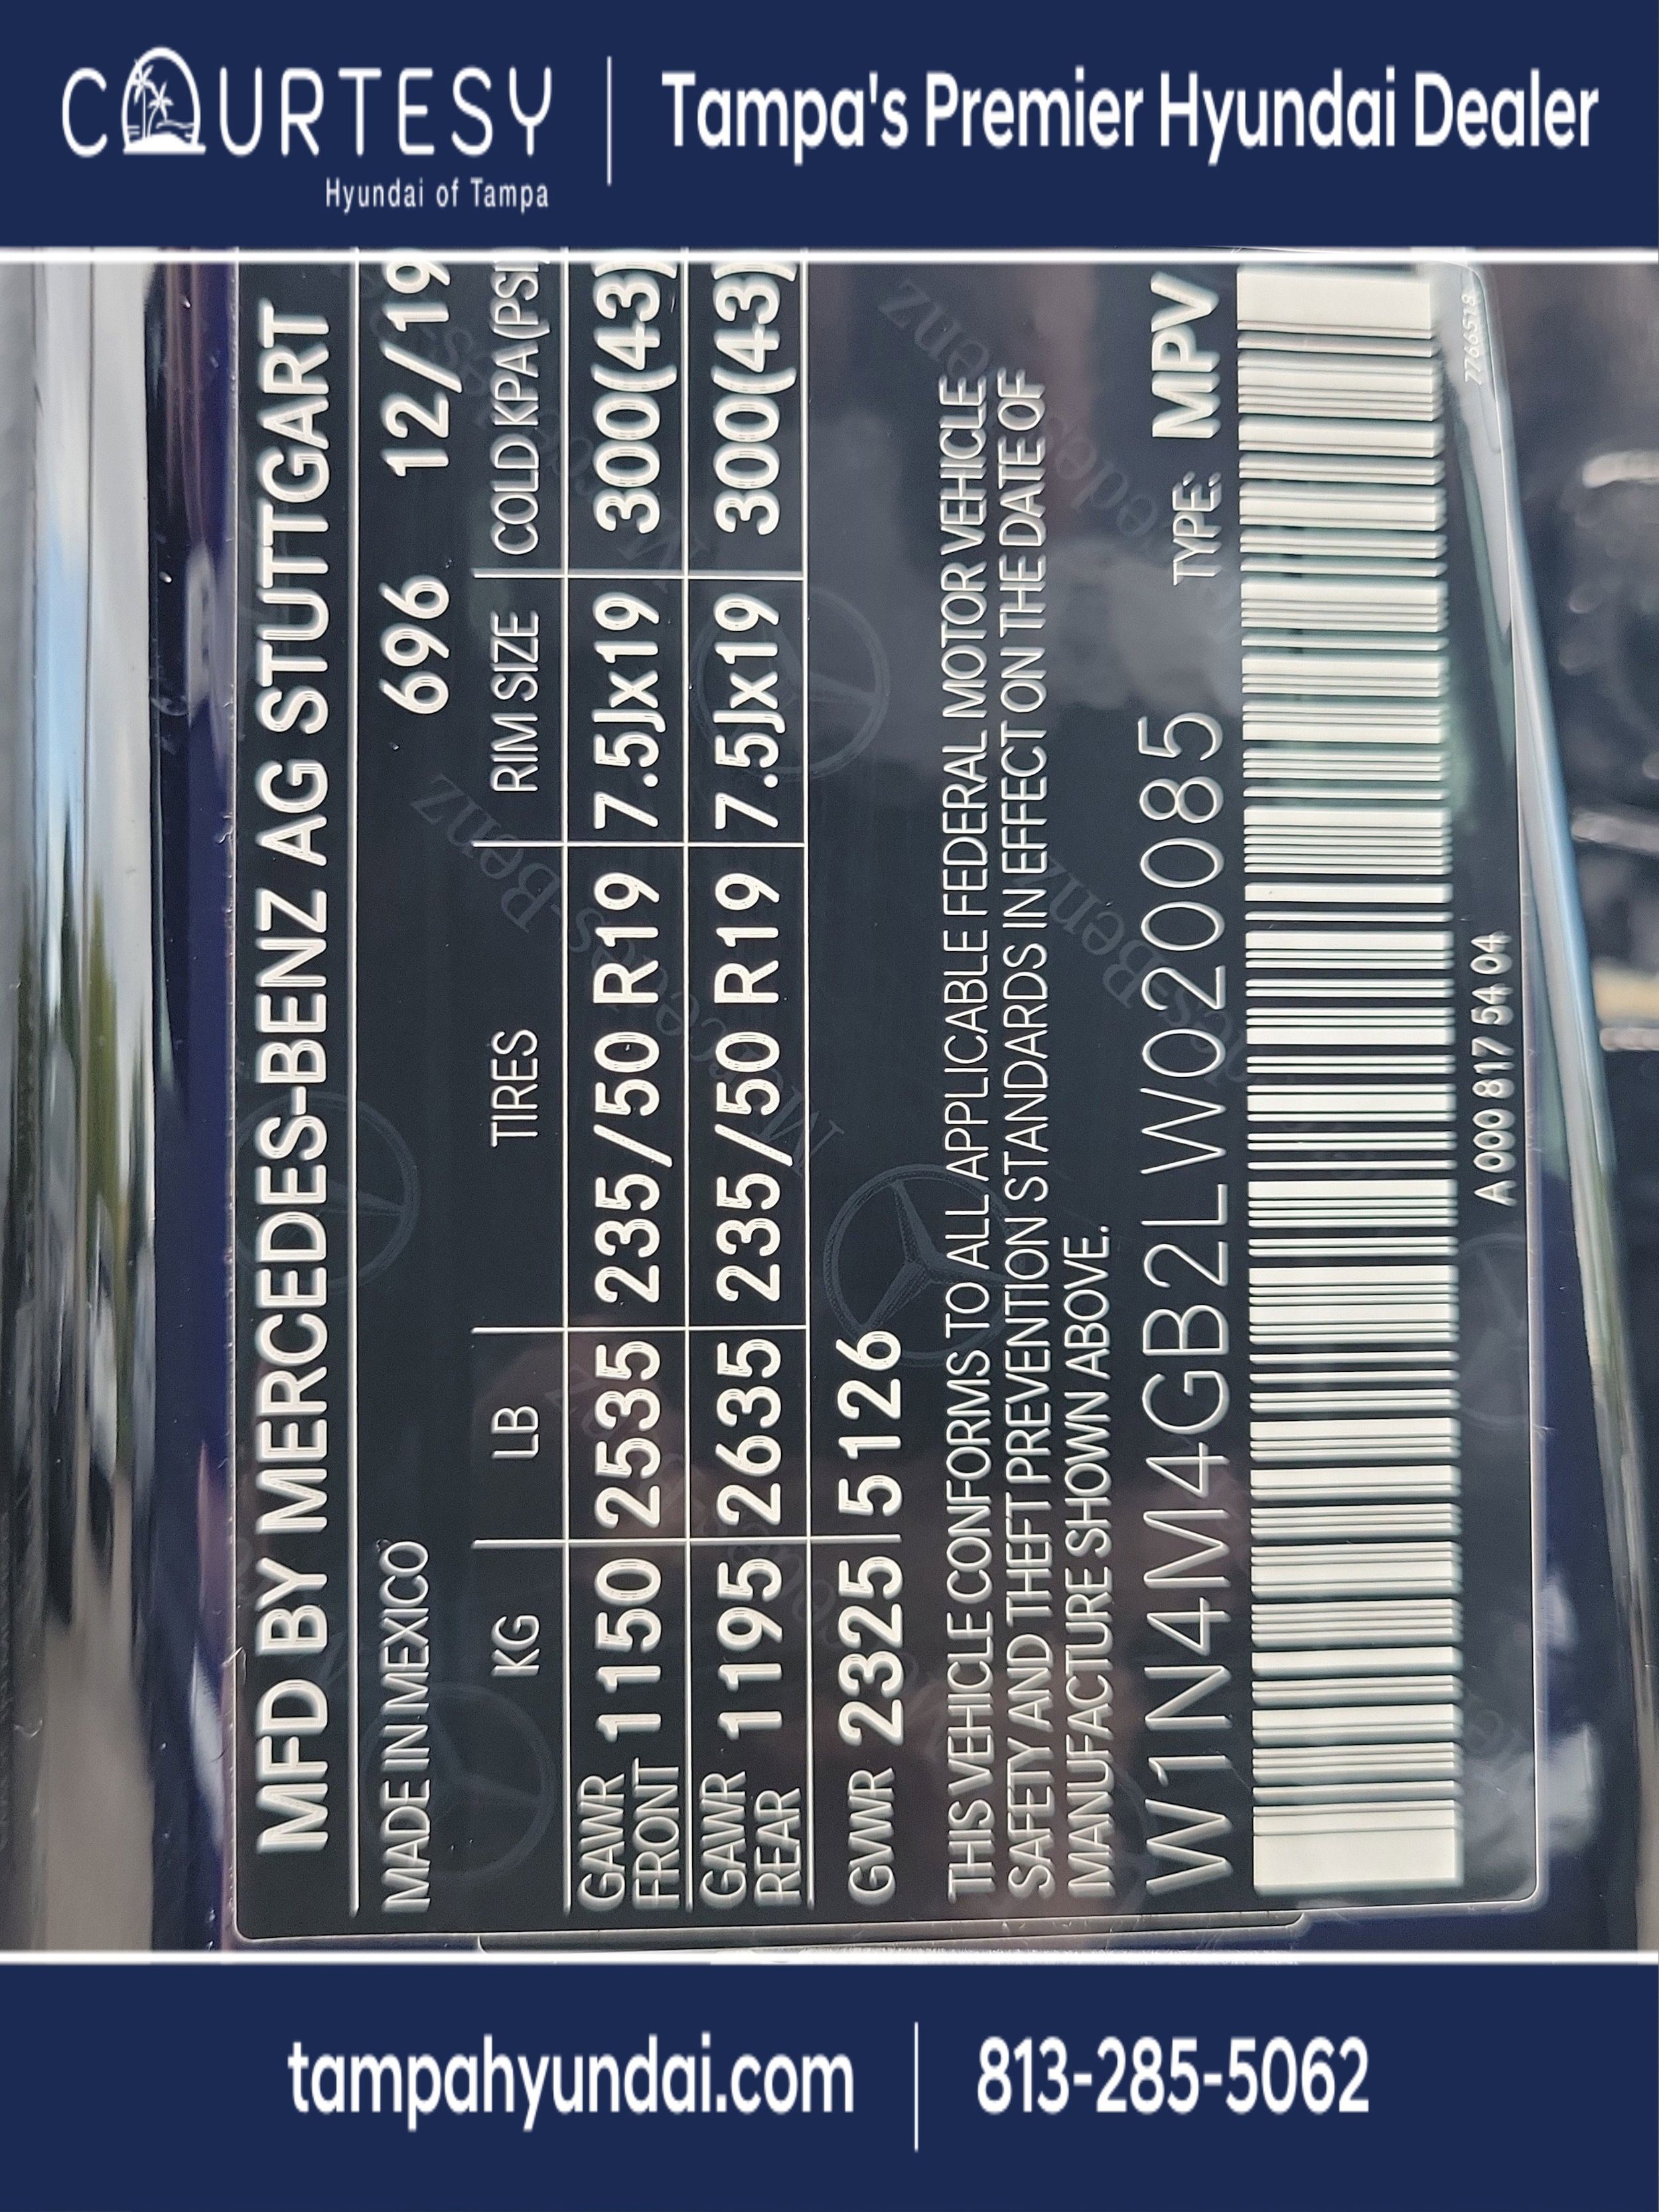 COURTESY
Hyundai of Tampa
Tampa's Premier Hyundai Dealer
MFD BY MERCEDES-BENZ AG STUTTGART
MADE IN MEXICO 696 12/19
KG LB TIRES RIM SIZE COLD KPA(PSI
GAWR FRONT 1150 2535 235/50 R19 7.5Jx19 300(43)
GAWR REAR 1195 2635 235/50 R19 7.5Jx19 300(43)
GVWR 2325 5126
THIS VEHICLE CONFORMS TO ALL APPLICABLE FEDERAL MOTOR VEHICLE
SAFETY AND THEFT PREVENTION STANDARDS IN EFFECT ON THE DATE OF
MANUFACTURE SHOWN ABOVE.
W1N4M4GB2LW020085 TYPE: MPV
A 000 817 54 04
7766578
tampahyundai.com
813-285-5062